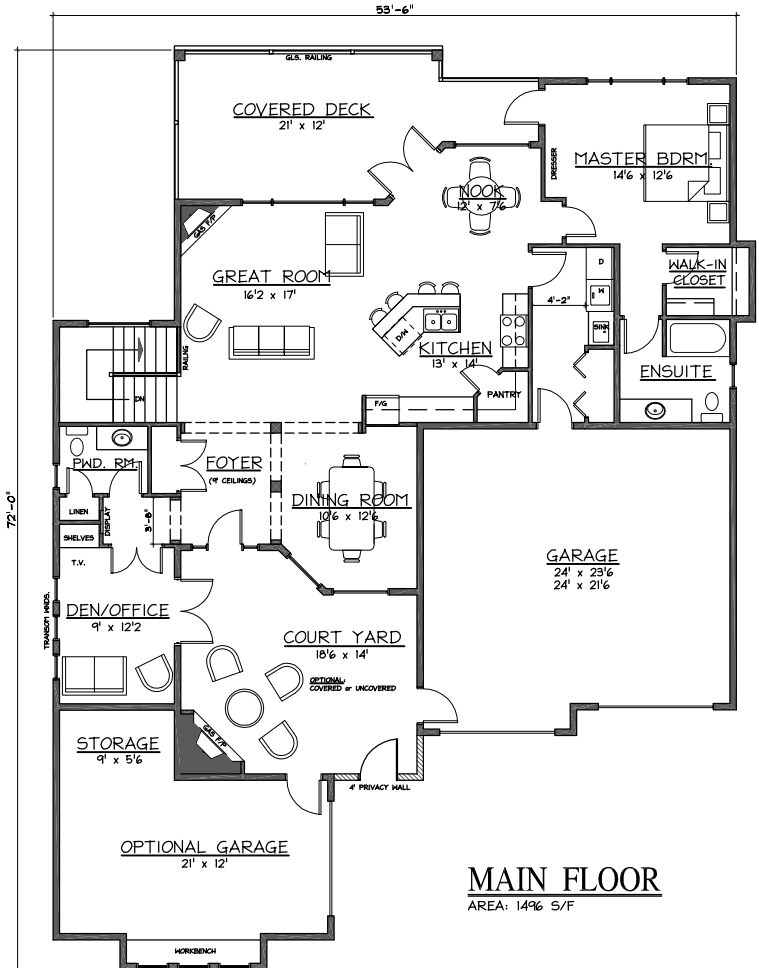 53'-6"
GLS. RAILING
COVERED DECK
21' x 12'
DRESSER
MASTER BDRM.
14'6 x 12'6
NOOK
12' x 7'6
GAS F/P
GREAT ROOM
16'2 x 17'
D
W
4'-2"
SINK
WALK-IN
CLOSET
D/W
KITCHEN
13' x 14'
RAILNG
DN
PANTRY
ENSUITE
F/G
PWD. RM.
FOYER
(9' CEILINGS)
LINEN
DISPLAY
3'-8"
DINING ROOM
10'6 x 12'6
72'-0"
SHELVES
T.V.
GARAGE
24' x 23'6
24' x 21'6
TRANSOM WNDS.
DEN/OFFICE
9' x 12'2
COURT YARD
18'6 x 14'
OPTIONAL:
COVERED or UNCOVERED
GAS F/P
STORAGE
9' x 5'6
4' PRIVACY WALL
OPTIONAL GARAGE
21' x 12'
WORKBENCH
MAIN FLOOR
AREA: 1496 S/F